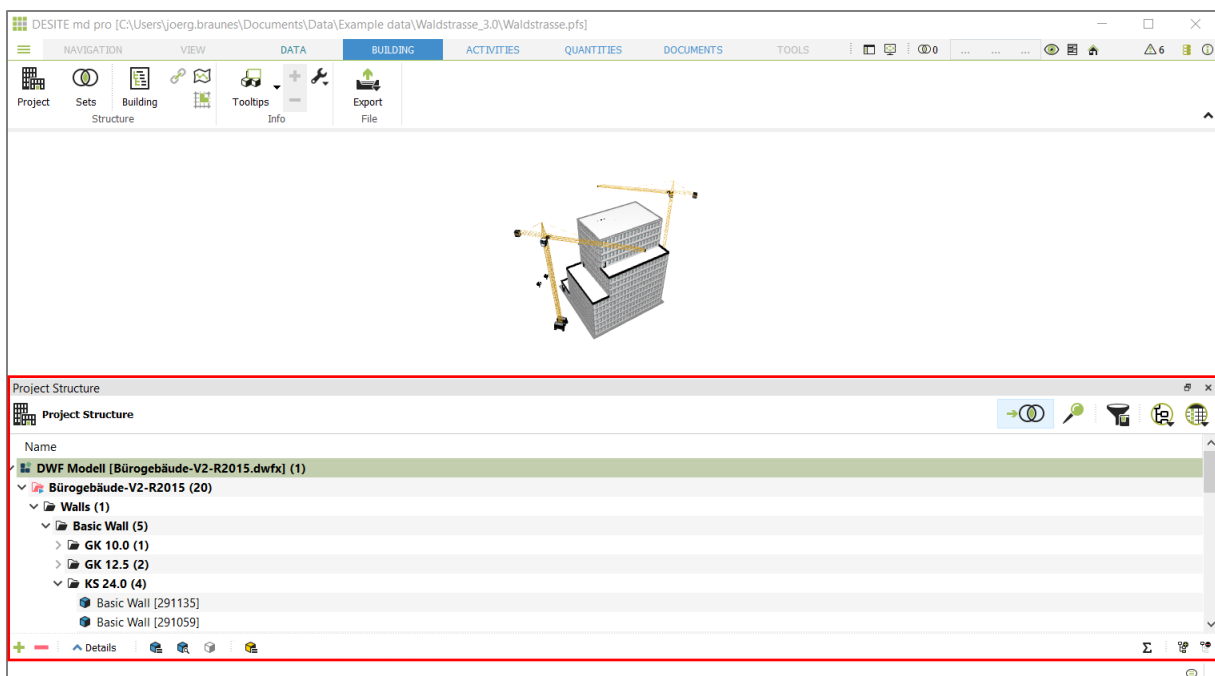 DESITE md pro [C:\Users\joerg.braunes\Documents\Data\Example data\Waldstrasse_3.0\Waldstrasse.pfs]
NAVIGATION VIEW DATA BUILDING ACTIVITIES QUANTITIES DOCUMENTS TOOLS 0 ... ... ... 6
Project Sets Building Tooltips Export
Structure Info File
Project Structure
Project Structure
Name
DWF Modell [Bürogebäude-V2-R2015.dwfx] (1)
Bürogebäude-V2-R2015 (20)
Walls (1)
Basic Wall (5)
GK 10.0 (1)
GK 12.5 (2)
KS 24.0 (4)
Basic Wall [291135]
Basic Wall [291059]
Details Σ